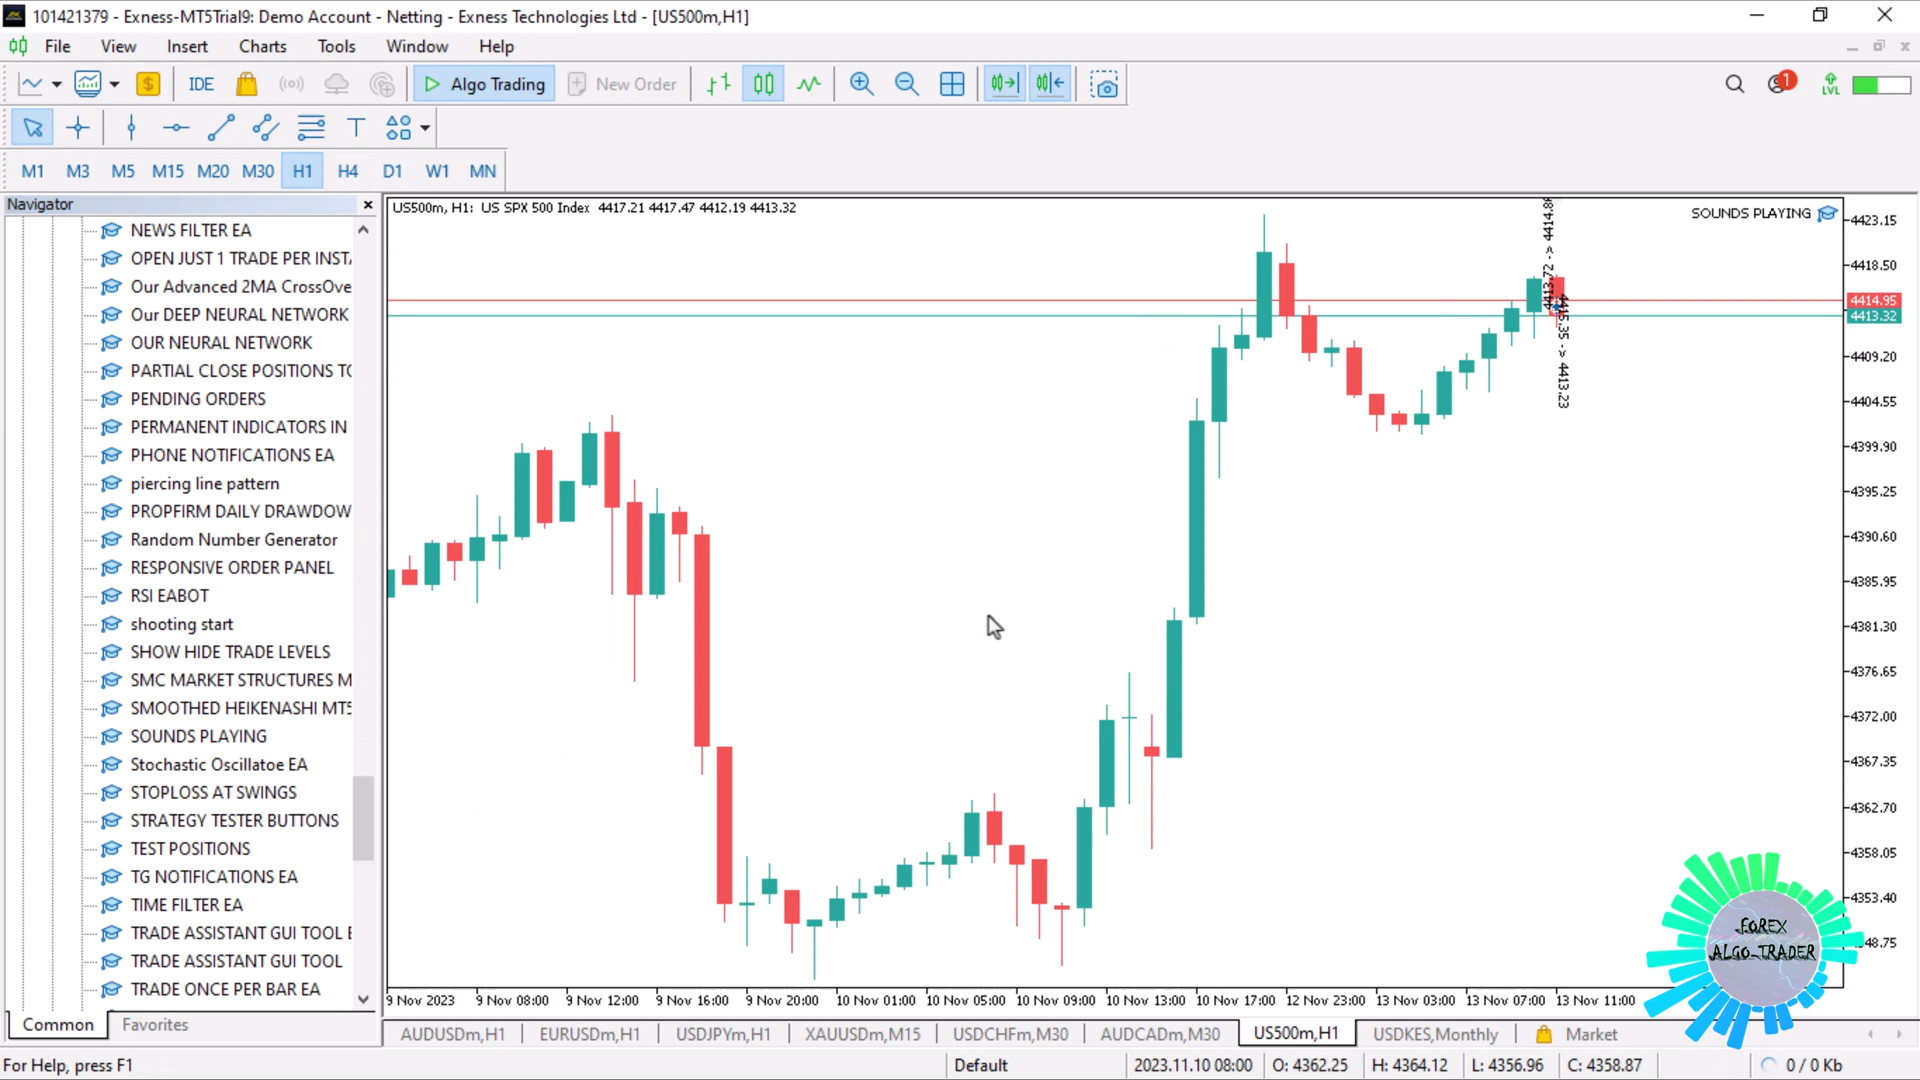 101421379 - Exness-MT5Trial9: Demo Account - Netting - Exness Technologies Ltd - [US500m,H1]
File View Insert Charts Tools Window Help
IDE Algo Trading New Order 1 LVL
M1 M3 M5 M15 M20 M30 H1 H4 D1 W1 MN
Navigator
NEWS FILTER EA
OPEN JUST 1 TRADE PER INST
Our Advanced 2MA CrossOve
Our DEEP NEURAL NETWORK
OUR NEURAL NETWORK
PARTIAL CLOSE POSITIONS TO
PENDING ORDERS
PERMANENT INDICATORS IN
PHONE NOTIFICATIONS EA
piercing line pattern
PROPFIRM DAILY DRAWDOW
Random Number Generator
RESPONSIVE ORDER PANEL
RSI EABOT
shooting start
SHOW HIDE TRADE LEVELS
SMC MARKET STRUCTURES M
SMOOTHED HEIKENASHI MT5
SOUNDS PLAYING
Stochastic Oscillatoe EA
STOPLOSS AT SWINGS
STRATEGY TESTER BUTTONS
TEST POSITIONS
TG NOTIFICATIONS EA
TIME FILTER EA
TRADE ASSISTANT GUI TOOL E
TRADE ASSISTANT GUI TOOL
TRADE ONCE PER BAR EA
Common Favorites
US500m, H1: US SPX 500 Index 4417.21 4417.47 4412.19 4413.32
SOUNDS PLAYING
4415.35 -> 4413.23
4423.15
4418.50
4414.95
4413.32
4409.20
4404.55
4399.90
4395.25
4390.60
4385.95
4381.30
4376.65
4372.00
4367.35
4362.70
4358.05
4353.40
48.75
9 Nov 2023 9 Nov 08:00 9 Nov 12:00 9 Nov 16:00 9 Nov 20:00 10 Nov 01:00 10 Nov 05:00 10 Nov 09:00 10 Nov 13:00 10 Nov 17:00 12 Nov 23:00 13 Nov 03:00 13 Nov 07:00 13 Nov 11:00
FOREX
ALGO-TRADER
AUDUSDm,H1 EURUSDm,H1 USDJPYm,H1 XAUUSDm,M15 USDCHFm,M30 AUDCADm,M30 US500m,H1 USDKES,Monthly Market
For Help, press F1 Default 2023.11.10 08:00 O: 4362.25 H: 4364.12 L: 4356.96 C: 4358.87 0 / 0 Kb